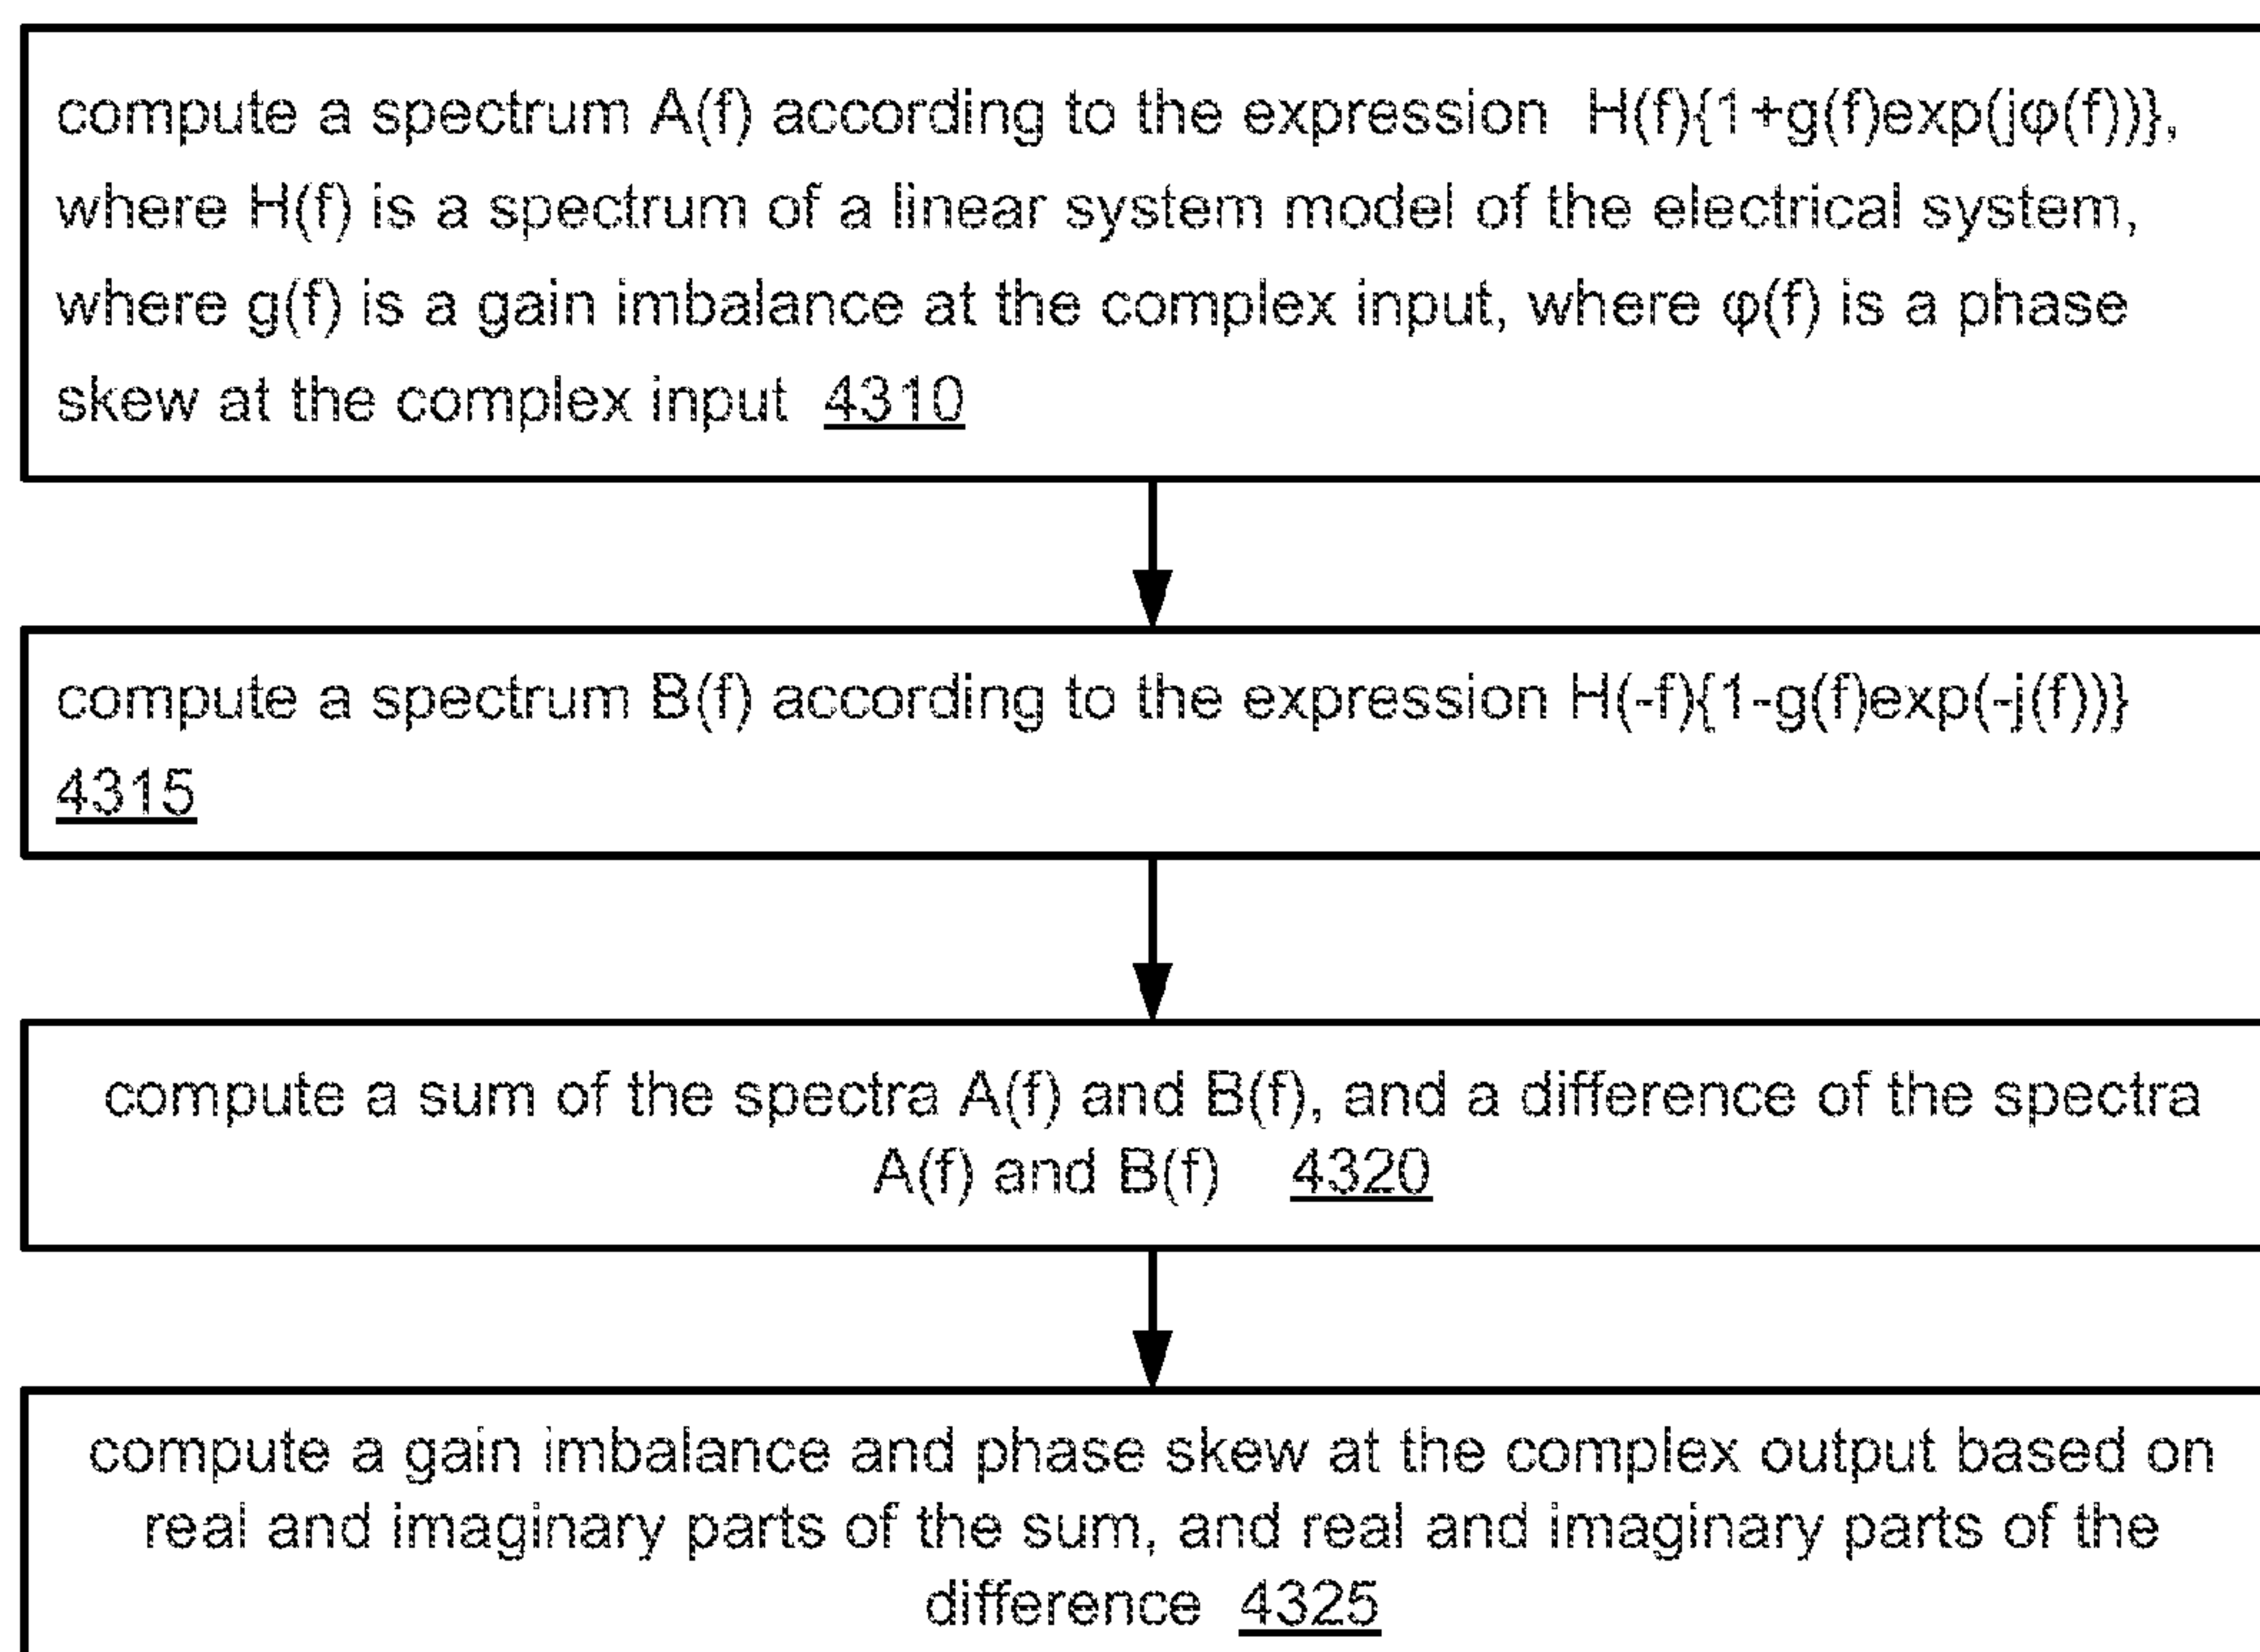 compute a spectrum A(f) according to the expression H(f){1+g(f)exp(jφ(f))},
where H(f) is a spectrum of a linear system model of the electrical system,
where g(f) is a gain imbalance at the complex input, where φ(f) is a phase
skew at the complex input 4310
compute a spectrum B(f) according to the expression H(-f){1-g(f)exp(-j(f))}
4315
compute a sum of the spectra A(f) and B(f), and a difference of the spectra
A(f) and B(f) 4320
compute a gain imbalance and phase skew at the complex output based on
real and imaginary parts of the sum, and real and imaginary parts of the
difference 4325